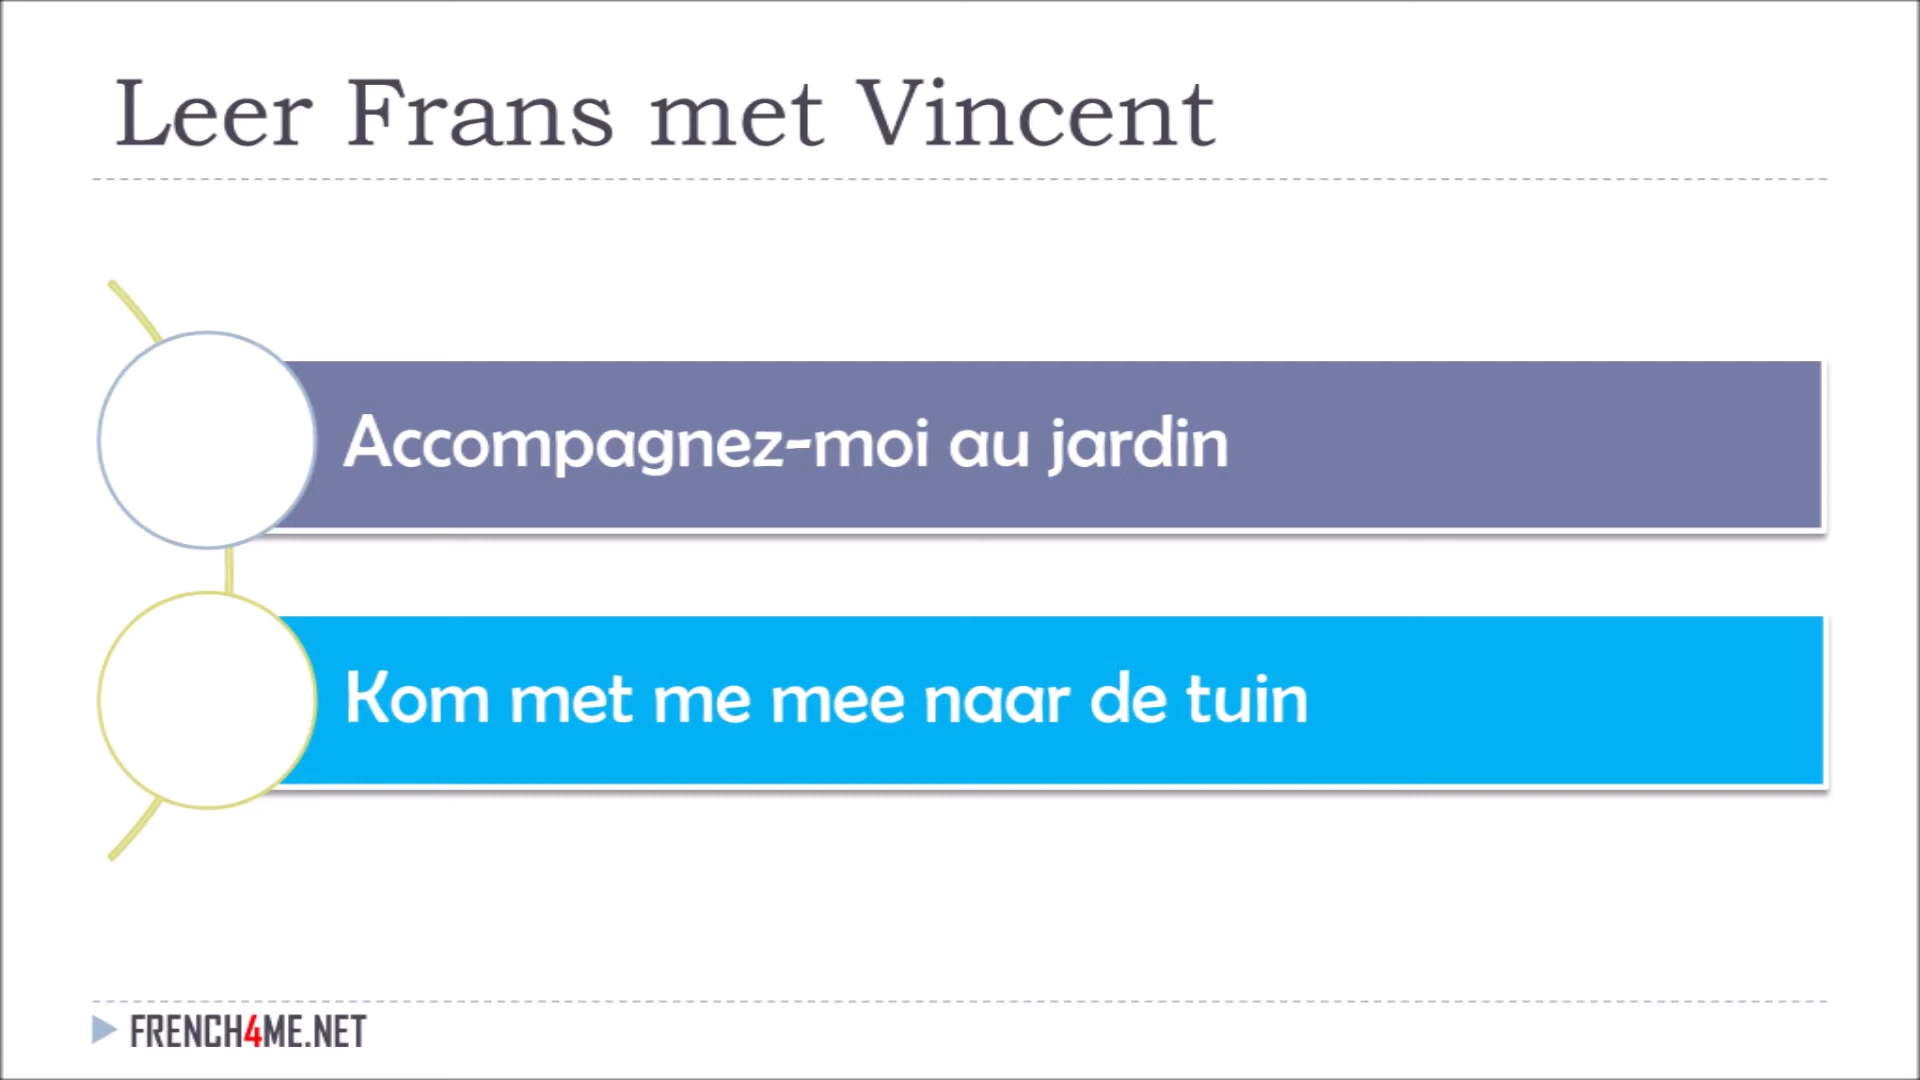 Leer Frans met Vincent
Accompagnez-moi au jardin
Kom met me mee naar de tuin
FRENCH4ME.NET